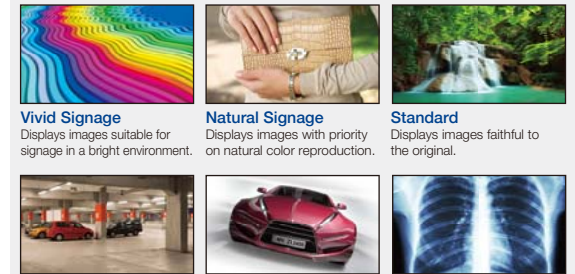 Vivid Signage
Displays images suitable for
signage in a bright environment.
Natural Signage
Displays images with priority
on natural color reproduction.
Standard
Displays images faithful to
the original.